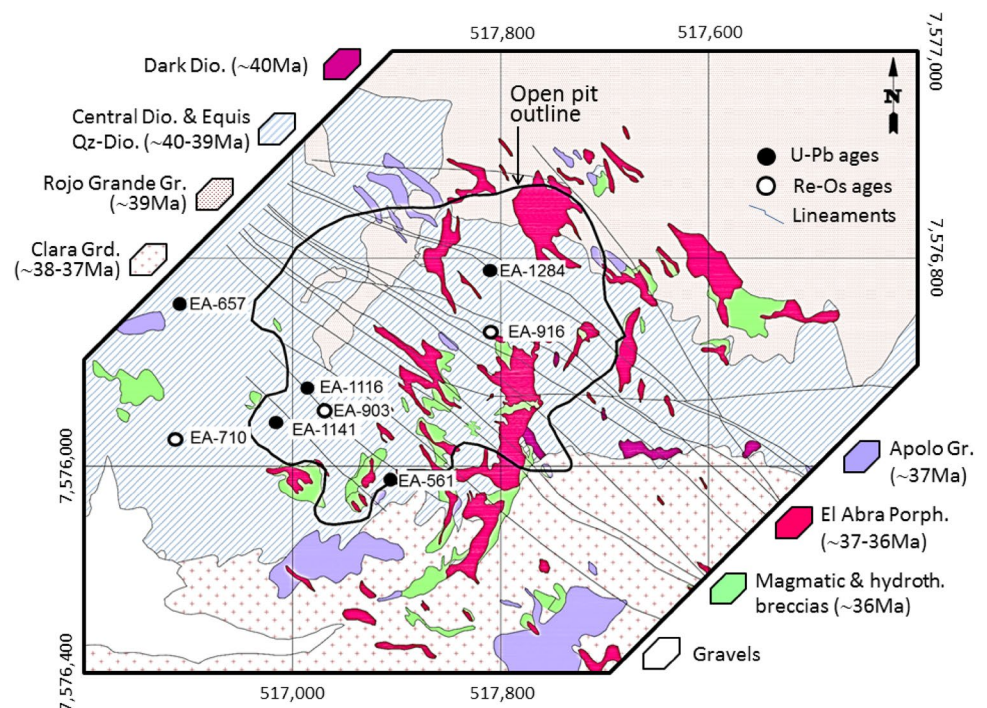 517,800
517,600
7,577,000
Dark Dio. (~40Ma)
Central Dio. & Equis
Qz-Dio. (~40-39Ma)
Rojo Grande Gr.
(~39Ma)
Clara Grd.
(~38-37Ma)
Open pit
outline
N
U-Pb ages
Re-Os ages
Lineaments
7,576,800
EA-1284
EA-657
EA-916
EA-1116
EA-903
EA-1141
EA-710
EA-561
7,576,000
Apolo Gr.
(~37Ma)
El Abra Porph.
(~37-36Ma)
Magmatic & hydroth.
breccias (~36Ma)
Gravels
7,576,400
517,000
517,800